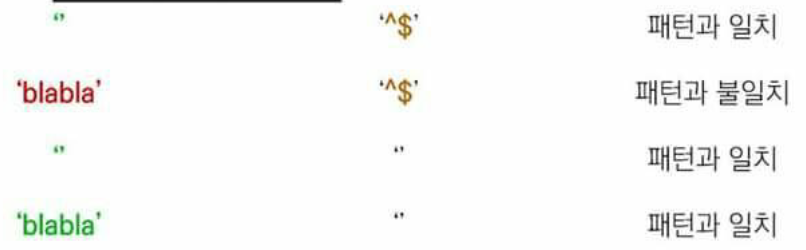 ‘’ ‘^$’ 패턴과 일치
‘blabla’ ‘^$’ 패턴과 불일치
‘’ ‘’ 패턴과 일치
‘blabla’ ‘’ 패턴과 일치